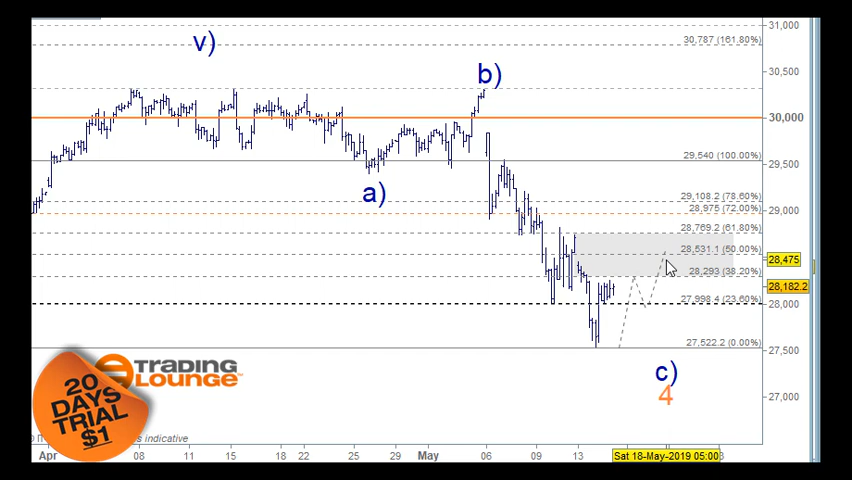 31,000
30,787 (161.80%)
v)
b)
30,500
30,000
29,540 (100.00%)
29,500
a)
29,108.2 (78.60%)
28,975 (72.00%)
29,000
28,769.2 (61.80%)
28,531.1 (50.00%)
28,475
28,293 (38.20%)
28,182.2
27,998.4 (23.60%)
28,000
27,522.2 (0.00%)
27,500
TRADING
LOUNGE™
c)
4
27,000
20
DAYS
TRIAL
$1
es indicative
Apr 08 11 15 18 22 25 29 May 06 09 13 Sat 18-May-2019 05:00 3